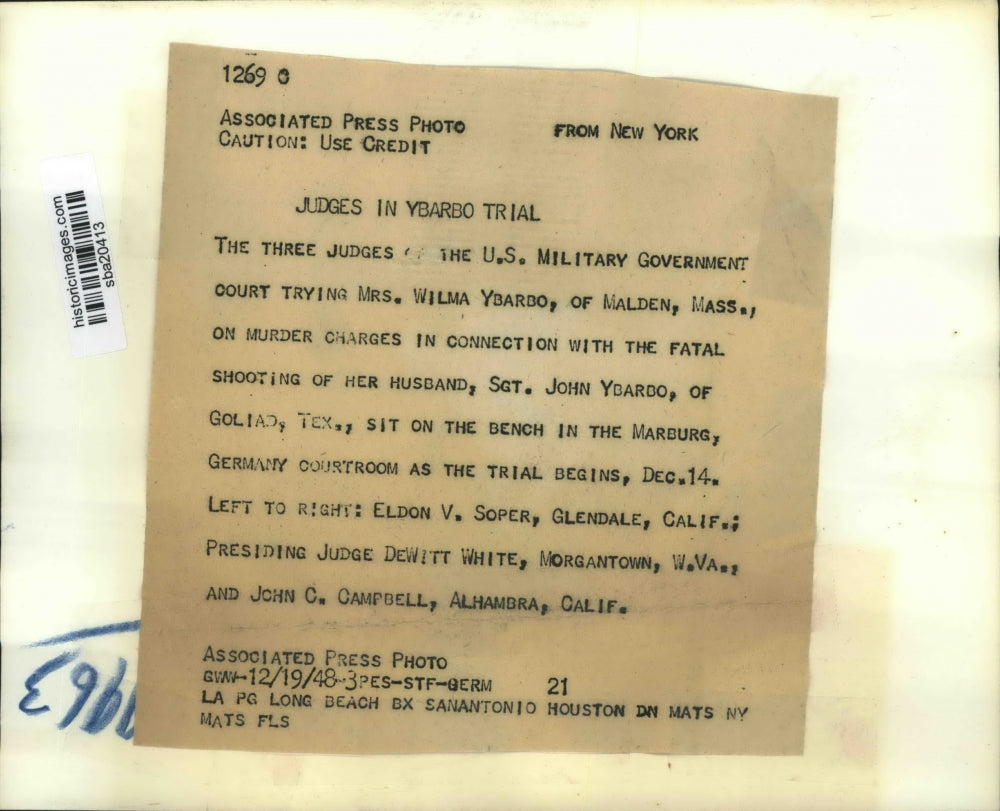 1269
ASSOCIATED PRESS PHOTO FROM NEW YORK
CAUTION: USE CREDIT
JUDGES IN YBARBO TRIAL
THE THREE JUDGES THE U.S. MILITARY GOVERNMENT
COURT TRYING MRS. WILMA YBARBO, OF MALDEN, MASS.,
ON MURDER CHARGES IN CONNECTION WITH THE FATAL
SHOOTING OF HER HUSBAND, SGT. JOHN YBARBO, OF
GOLIAD, TEX., SIT ON THE BENCH IN THE MARBURG,
GERMANY COURTROOM AS THE TRIAL BEGINS, DEC.14.
LEFT TO RIGHT: ELDON V. SOPER, GLENDALE, CALIF.;
PRESIDING JUDGE DEWITT WHITE, MORGANTOWN, W.VA.,
AND JOHN C. CAMPBELL, ALHAMBRA, CALIF.
ASSOCIATED PRESS PHOTO
12/19/48-3PES-STF-GERM 21
LA PG LONG BEACH BX SANANTONIO HOUSTON DN MATS NY
MATS FLS
historicimages.com
sba20413